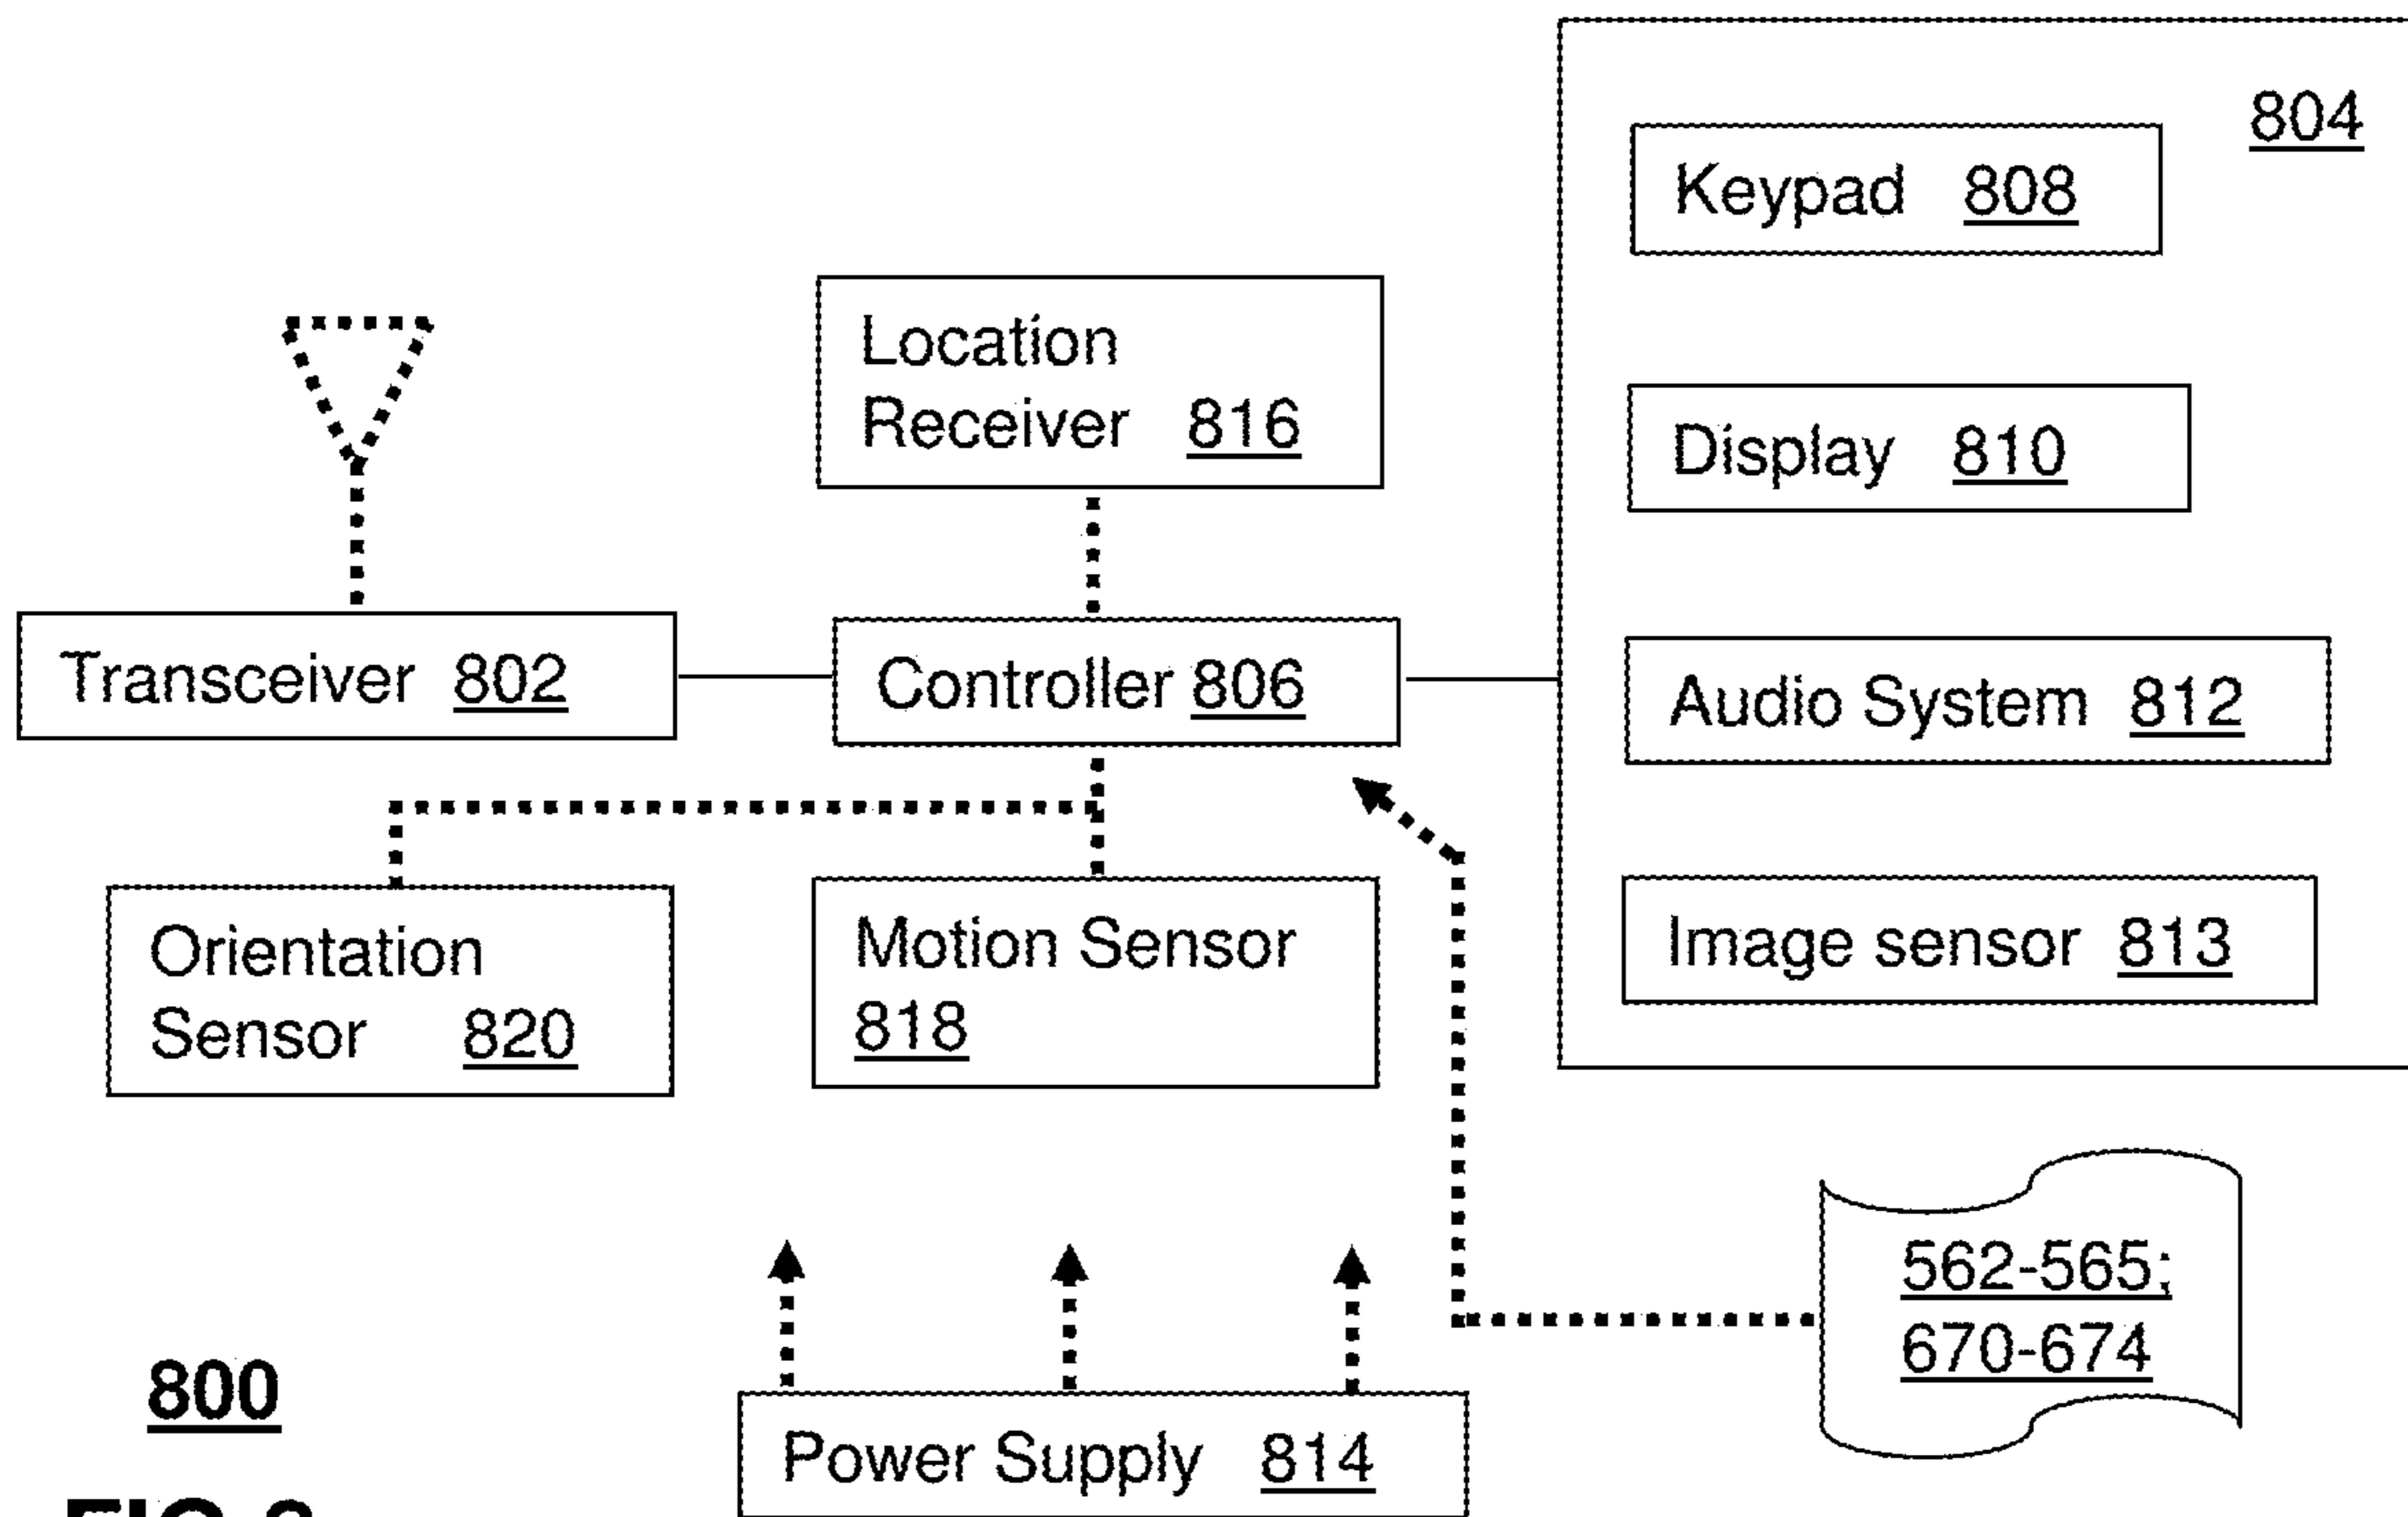 804
Keypad 808
Location
Receiver 816
Display 810
Transceiver 802
Controller 806
Audio System 812
Orientation
Sensor 820
Motion Sensor
818
Image sensor 813
562-565;
670-674
800
Power Supply 814